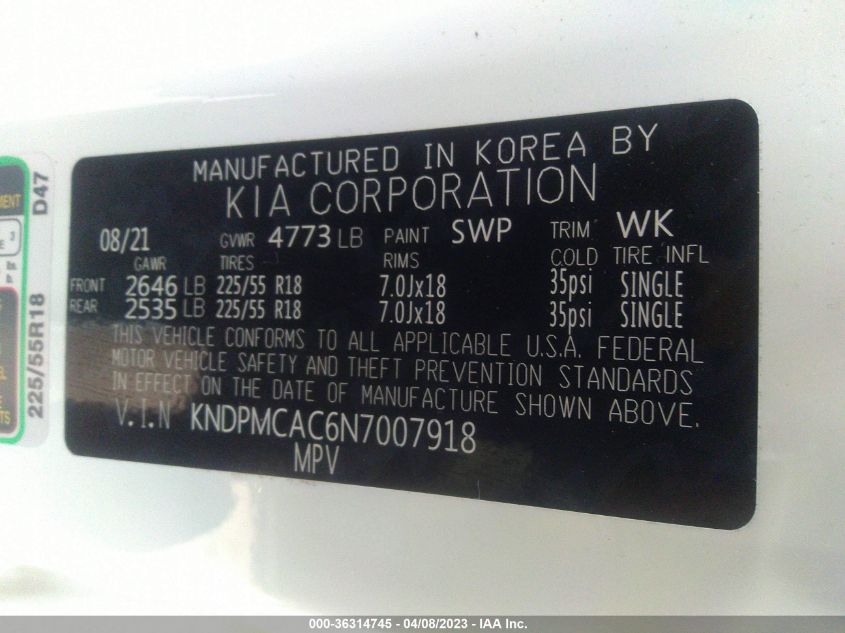 MANUFACTURED IN KOREA BY
KIA CORPORATION
08/21 GVWR 4773 LB PAINT SWP TRIM WK
GAWR TIRES RIMS COLD TIRE INFL
FRONT 2646 LB 225/55 R18 7.0Jx18 35psi SINGLE
REAR 2535 LB 225/55 R18 7.0Jx18 35psi SINGLE
THIS VEHICLE CONFORMS TO ALL APPLICABLE U.S.A. FEDERAL
MOTOR VEHICLE SAFETY AND THEFT PREVENTION STANDARDS
IN EFFECT ON THE DATE OF MANUFACTURE SHOWN ABOVE.
V.I.N KNDPMCAC6N7007918
MPV
225/55R18 D47
000-36314745 - 04/08/2023 - IAA Inc.